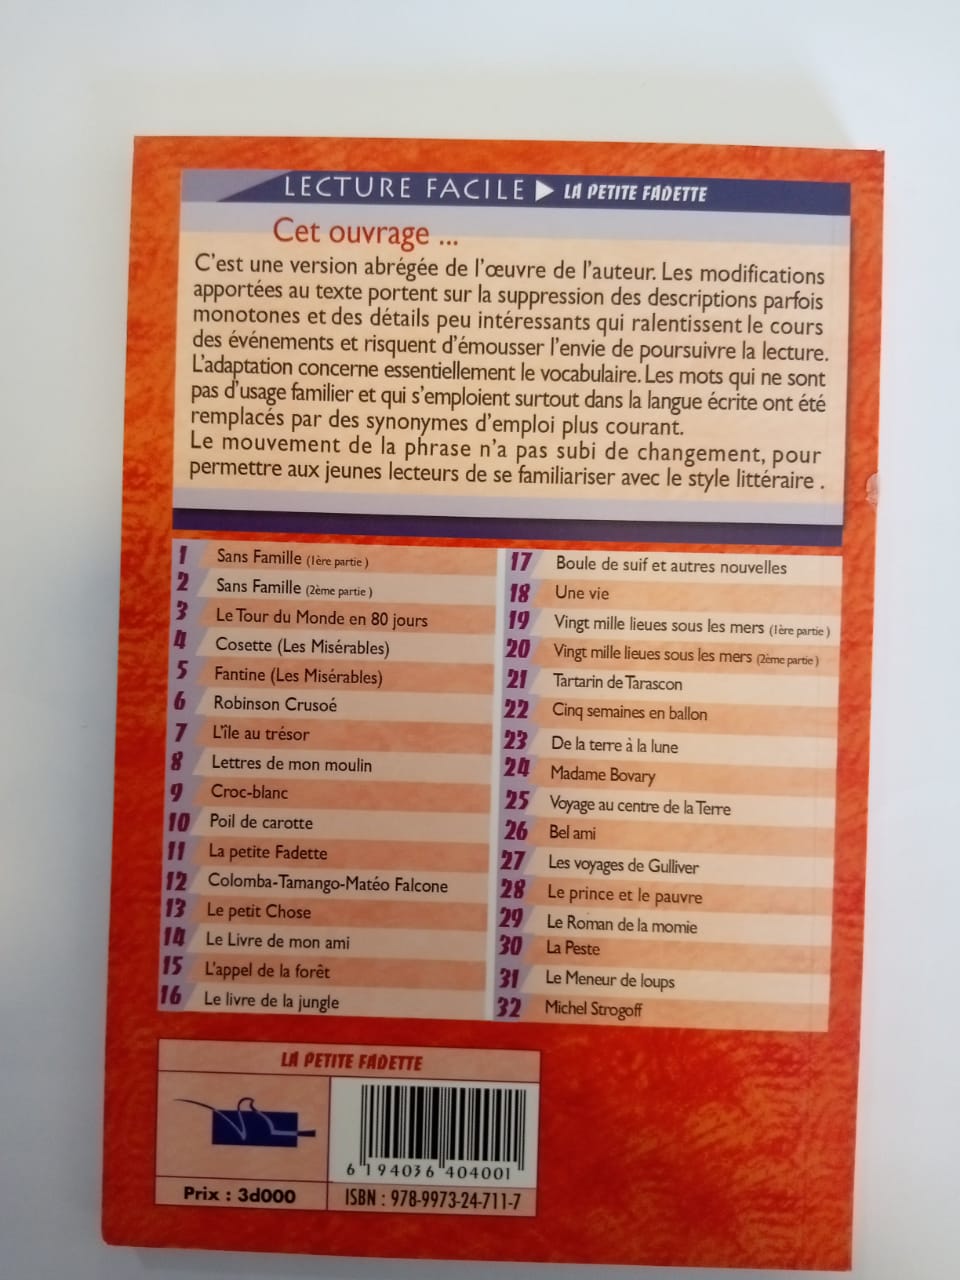 LECTURE FACILE ▶ LA PETITE FADETTE
Cet ouvrage ...
C'est une version abrégée de l'œuvre de l'auteur. Les modifications
apportées au texte portent sur la suppression des descriptions parfois
monotones et des détails peu intéressants qui ralentissent le cours
des événements et risquent d'émousser l'envie de poursuivre la lecture.
L'adaptation concerne essentiellement le vocabulaire. Les mots qui ne sont
pas d'usage familier et qui s'emploient surtout dans la langue écrite ont été
remplacés par des synonymes d'emploi plus courant.
Le mouvement de la phrase n'a pas subi de changement, pour
permettre aux jeunes lecteurs de se familiariser avec le style littéraire .
1 Sans Famille (1ère partie )
2 Sans Famille (2ème partie )
3 Le Tour du Monde en 80 jours
4 Cosette (Les Misérables)
5 Fantine (Les Misérables)
6 Robinson Crusoé
7 L'île au trésor
8 Lettres de mon moulin
9 Croc-blanc
10 Poil de carotte
11 La petite Fadette
12 Colomba-Tamango-Matéo Falcone
13 Le petit Chose
14 Le Livre de mon ami
15 L'appel de la forêt
16 Le livre de la jungle
17 Boule de suif et autres nouvelles
18 Une vie
19 Vingt mille lieues sous les mers (1ère partie )
20 Vingt mille lieues sous les mers (2ème partie )
21 Tartarin de Tarascon
22 Cinq semaines en ballon
23 De la terre à la lune
24 Madame Bovary
25 Voyage au centre de la Terre
26 Bel ami
27 Les voyages de Gulliver
28 Le prince et le pauvre
29 Le Roman de la momie
30 La Peste
31 Le Meneur de loups
32 Michel Strogoff
LA PETITE FADETTE
6 194036 404001
Prix : 3d000
ISBN : 978-9973-24-711-7